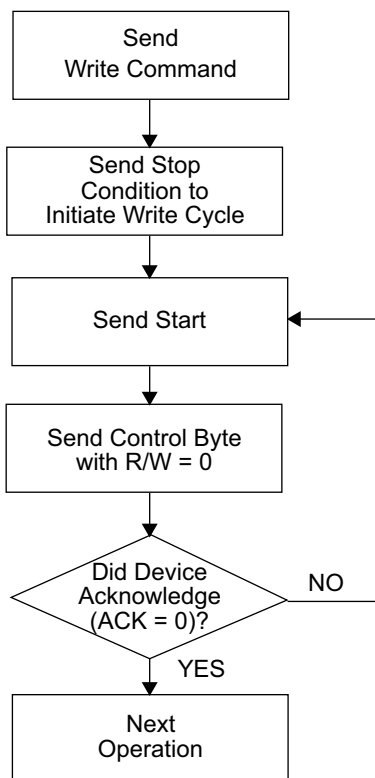 Send
Write Command
Send Stop
Condition to
Initiate Write Cycle
Send Start
Send Control Byte
with R/W = 0
Did Device
Acknowledge
(ACK = 0)?
NO
YES
Next
Operation